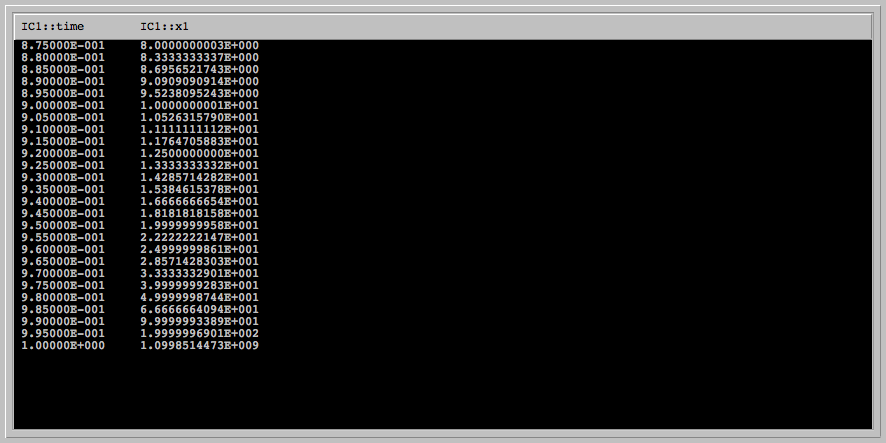 IC1::time IC1::x1
8.75000E-001 8.0000000003E+000
8.80000E-001 8.3333333337E+000
8.85000E-001 8.6956521743E+000
8.90000E-001 9.0909090914E+000
8.95000E-001 9.5238095243E+000
9.00000E-001 1.0000000001E+001
9.05000E-001 1.0526315790E+001
9.10000E-001 1.1111111112E+001
9.15000E-001 1.1764705883E+001
9.20000E-001 1.2500000000E+001
9.25000E-001 1.3333333332E+001
9.30000E-001 1.4285714282E+001
9.35000E-001 1.5384615378E+001
9.40000E-001 1.6666666654E+001
9.45000E-001 1.8181818158E+001
9.50000E-001 1.9999999958E+001
9.55000E-001 2.2222222147E+001
9.60000E-001 2.4999999861E+001
9.65000E-001 2.8571428303E+001
9.70000E-001 3.3333332901E+001
9.75000E-001 3.9999999283E+001
9.80000E-001 4.9999998744E+001
9.85000E-001 6.6666664094E+001
9.90000E-001 9.9999993389E+001
9.95000E-001 1.9999996901E+002
1.00000E+000 1.0998514473E+009